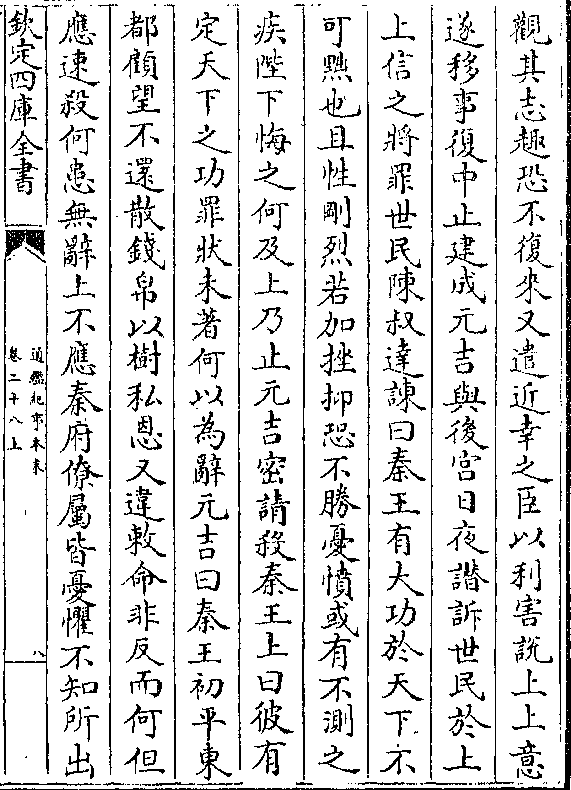 觀其志趣恐不復來又遣近幸之臣以利害説上上意
遂移事復中止建成元吉與後宫日夜譖訴世民於上
上信之將罪世民陳叔達諫曰秦王有大功於天下不
可黜也且性剛烈若加挫抑恐不勝憂憤或有不測之
疾陛下悔之何及上乃止元吉密請殺秦王上曰彼有
定天下之功罪狀未著何以為辭元吉曰秦王初平東
都顧望不還散錢帛以樹私恩又違敕命非反而何但
應速殺何患無辭上不應秦府僚屬皆憂懼不知所出
欽定四庫全書
通鑑紀事本末
卷二十八上
八